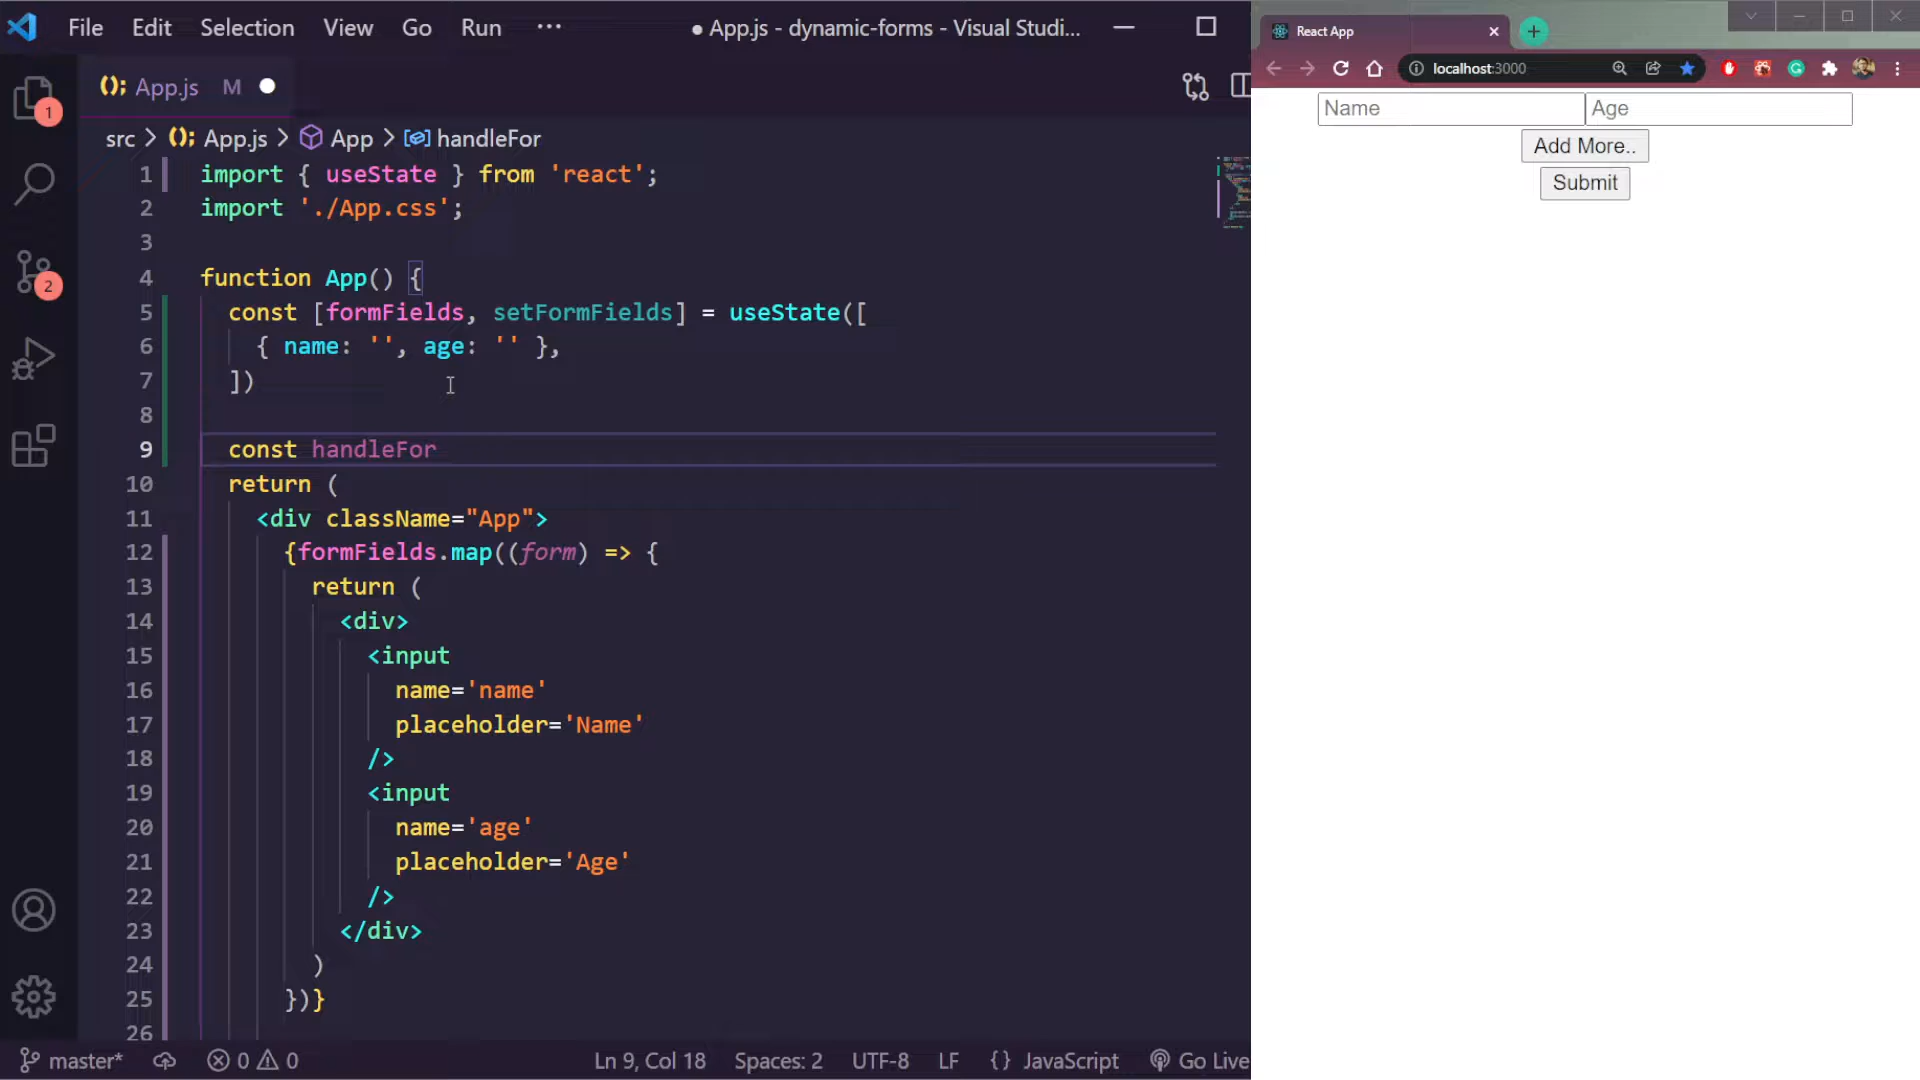 File Edit Selection View Go Run ··· ● App.js - dynamic-forms - Visual Studi...
App.js M
src > App.js > App > handleFor
1 import { useState } from 'react';
2 import './App.css';
3
4 function App() {
5 const [formFields, setFormFields] = useState([
6 { name: '', age: '' },
7 ])
8
9 const handleFor
10 return (
11 <div className="App">
12 {formFields.map((form) => {
13 return (
14 <div>
15 <input
16 name='name'
17 placeholder='Name'
18 />
19 <input
20 name='age'
21 placeholder='Age'
22 />
23 </div>
24 )
25 })}
26
1
2
master* 0 0 Ln 9, Col 18 Spaces: 2 UTF-8 LF {} JavaScript Go Live
React App
localhost:3000
Name Age
Add More..
Submit